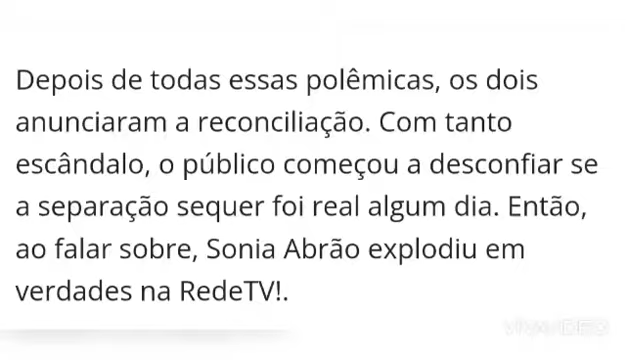 Depois de todas essas polêmicas, os dois
anunciaram a reconciliação. Com tanto
escândalo, o público começou a desconfiar se
a separação sequer foi real algum dia. Então,
ao falar sobre, Sonia Abrão explodiu em
verdades na RedeTV!.